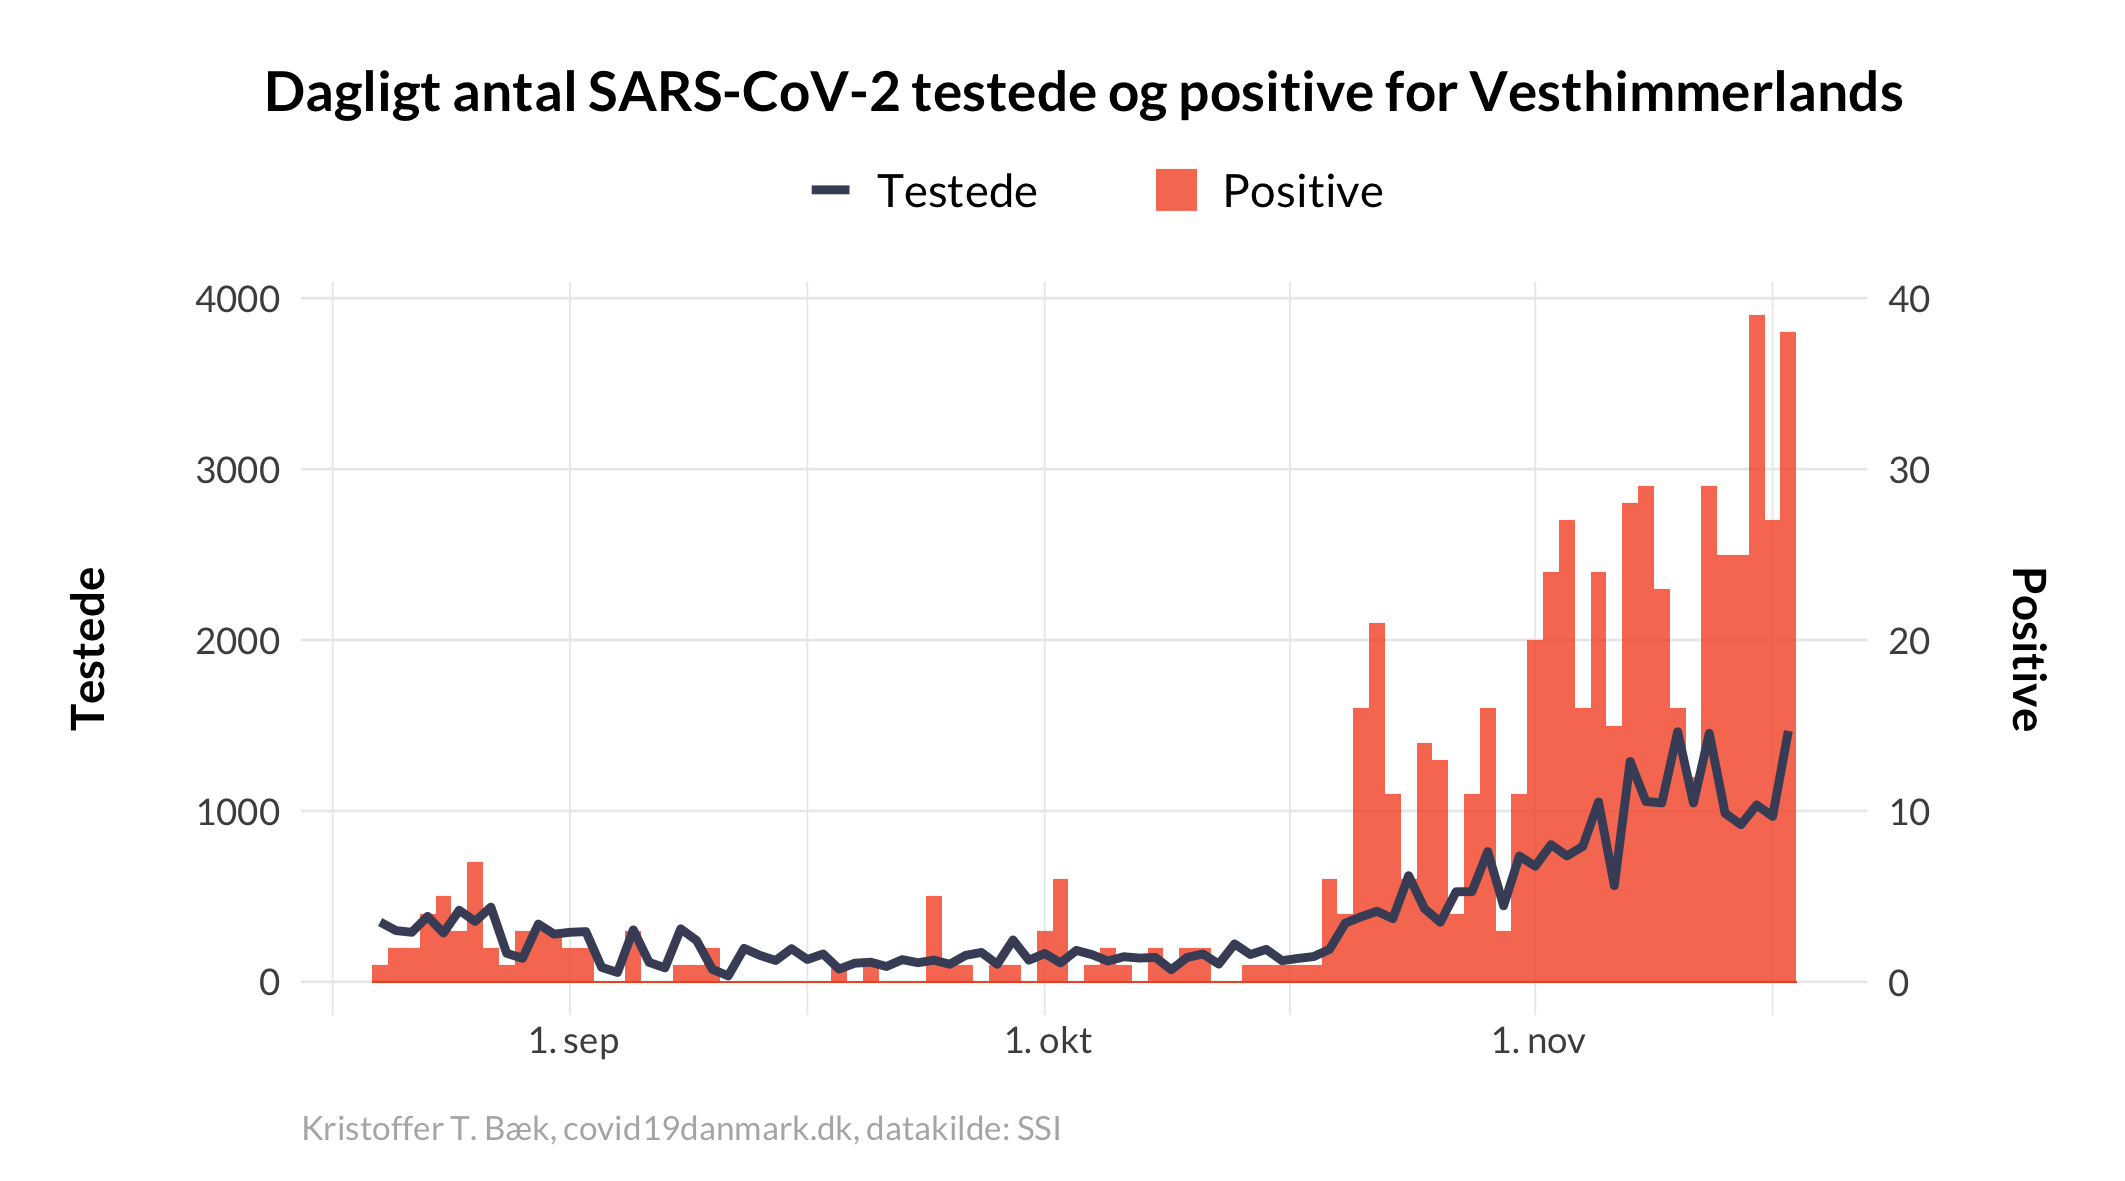 Dagligt antal SARS-CoV-2 testede og positive for Vesthimmerlands
Testede
Positive
4000
3000
2000
1000
0
40
30
20
10
0
Testede
Positive
1. sep
1. okt
1. nov
Kristoffer T. Bæk, covid19danmark.dk, datakilde: SSI